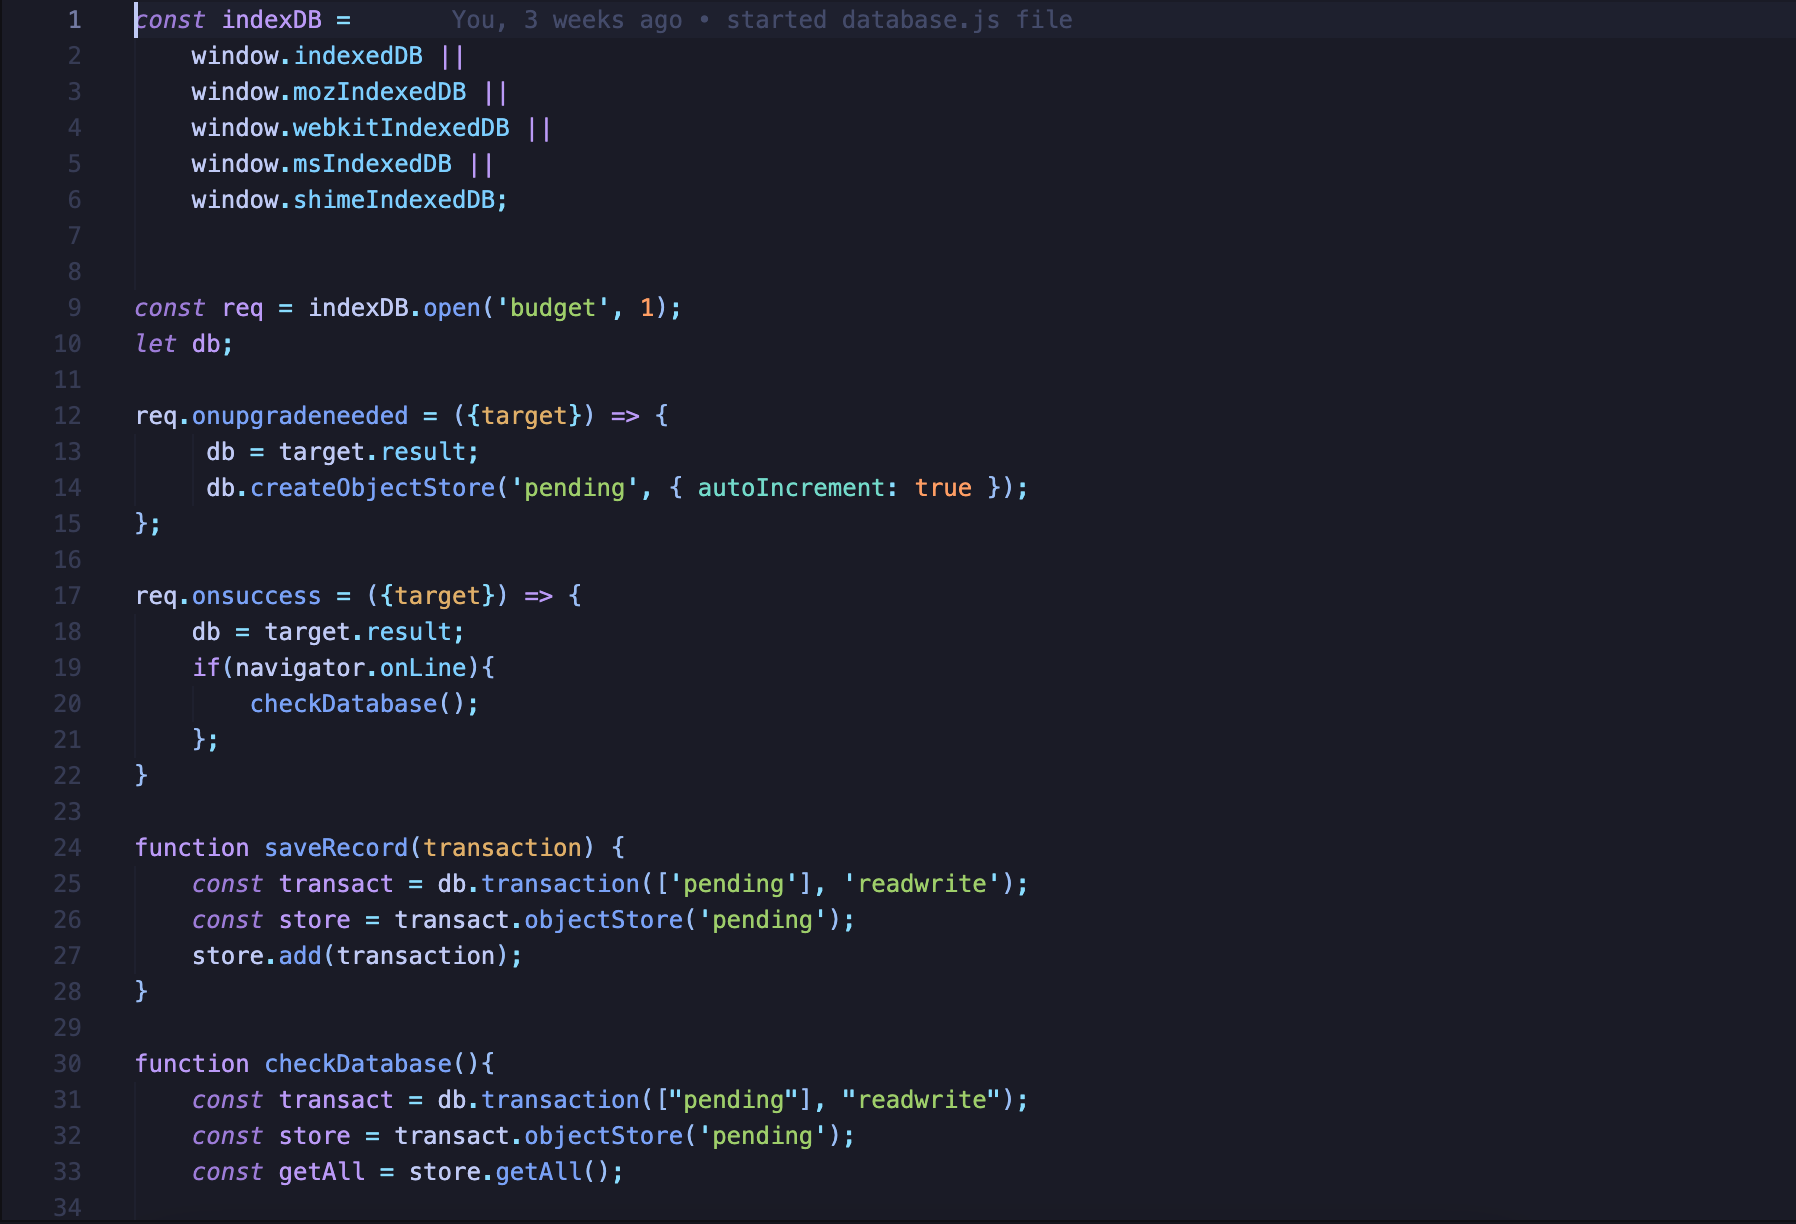 1 const indexDB = You, 3 weeks ago • started database.js file
2 window.indexedDB ||
3 window.mozIndexedDB ||
4 window.webkitIndexedDB ||
5 window.msIndexedDB ||
6 window.shimeIndexedDB;
7
8
9 const req = indexDB.open('budget', 1);
10 let db;
11
12 req.onupgradeneeded = ({target}) => {
13 db = target.result;
14 db.createObjectStore('pending', { autoIncrement: true });
15 };
16
17 req.onsuccess = ({target}) => {
18 db = target.result;
19 if(navigator.onLine){
20 checkDatabase();
21 };
22 }
23
24 function saveRecord(transaction) {
25 const transact = db.transaction(['pending'], 'readwrite');
26 const store = transact.objectStore('pending');
27 store.add(transaction);
28 }
29
30 function checkDatabase(){
31 const transact = db.transaction(["pending"], "readwrite");
32 const store = transact.objectStore('pending');
33 const getAll = store.getAll();
34